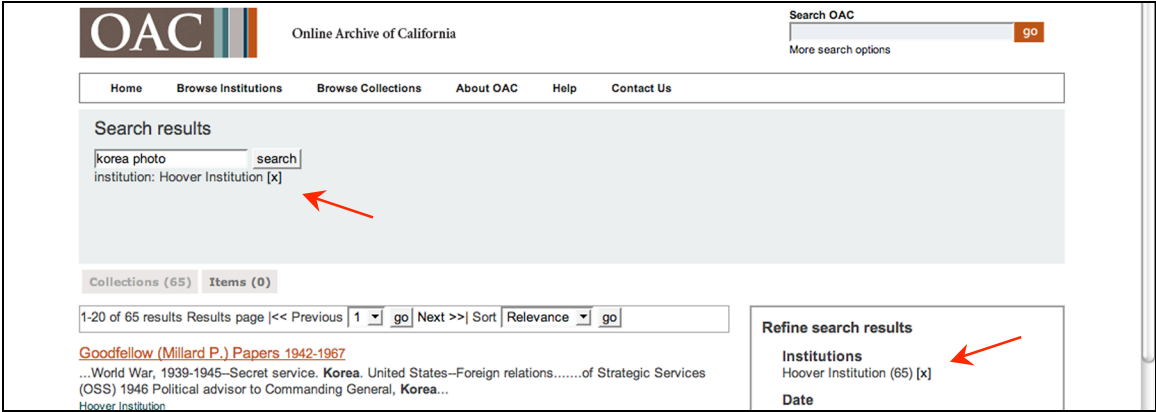 OAC
Online Archive of California
Search OAC
go
More search options
Home Browse Institutions Browse Collections About OAC Help Contact Us
Search results
korea photo search
institution: Hoover Institution [x]
Collections (65) Items (0)
1-20 of 65 results Results page |<< Previous 1 go Next >>| Sort Relevance go
Goodfellow (Millard P.) Papers 1942-1967
...World War, 1939-1945--Secret service. Korea. United States--Foreign relations.......of Strategic Services
(OSS) 1946 Political advisor to Commanding General, Korea...
Hoover Institution
Refine search results
Institutions
Hoover Institution (65) [x]
Date